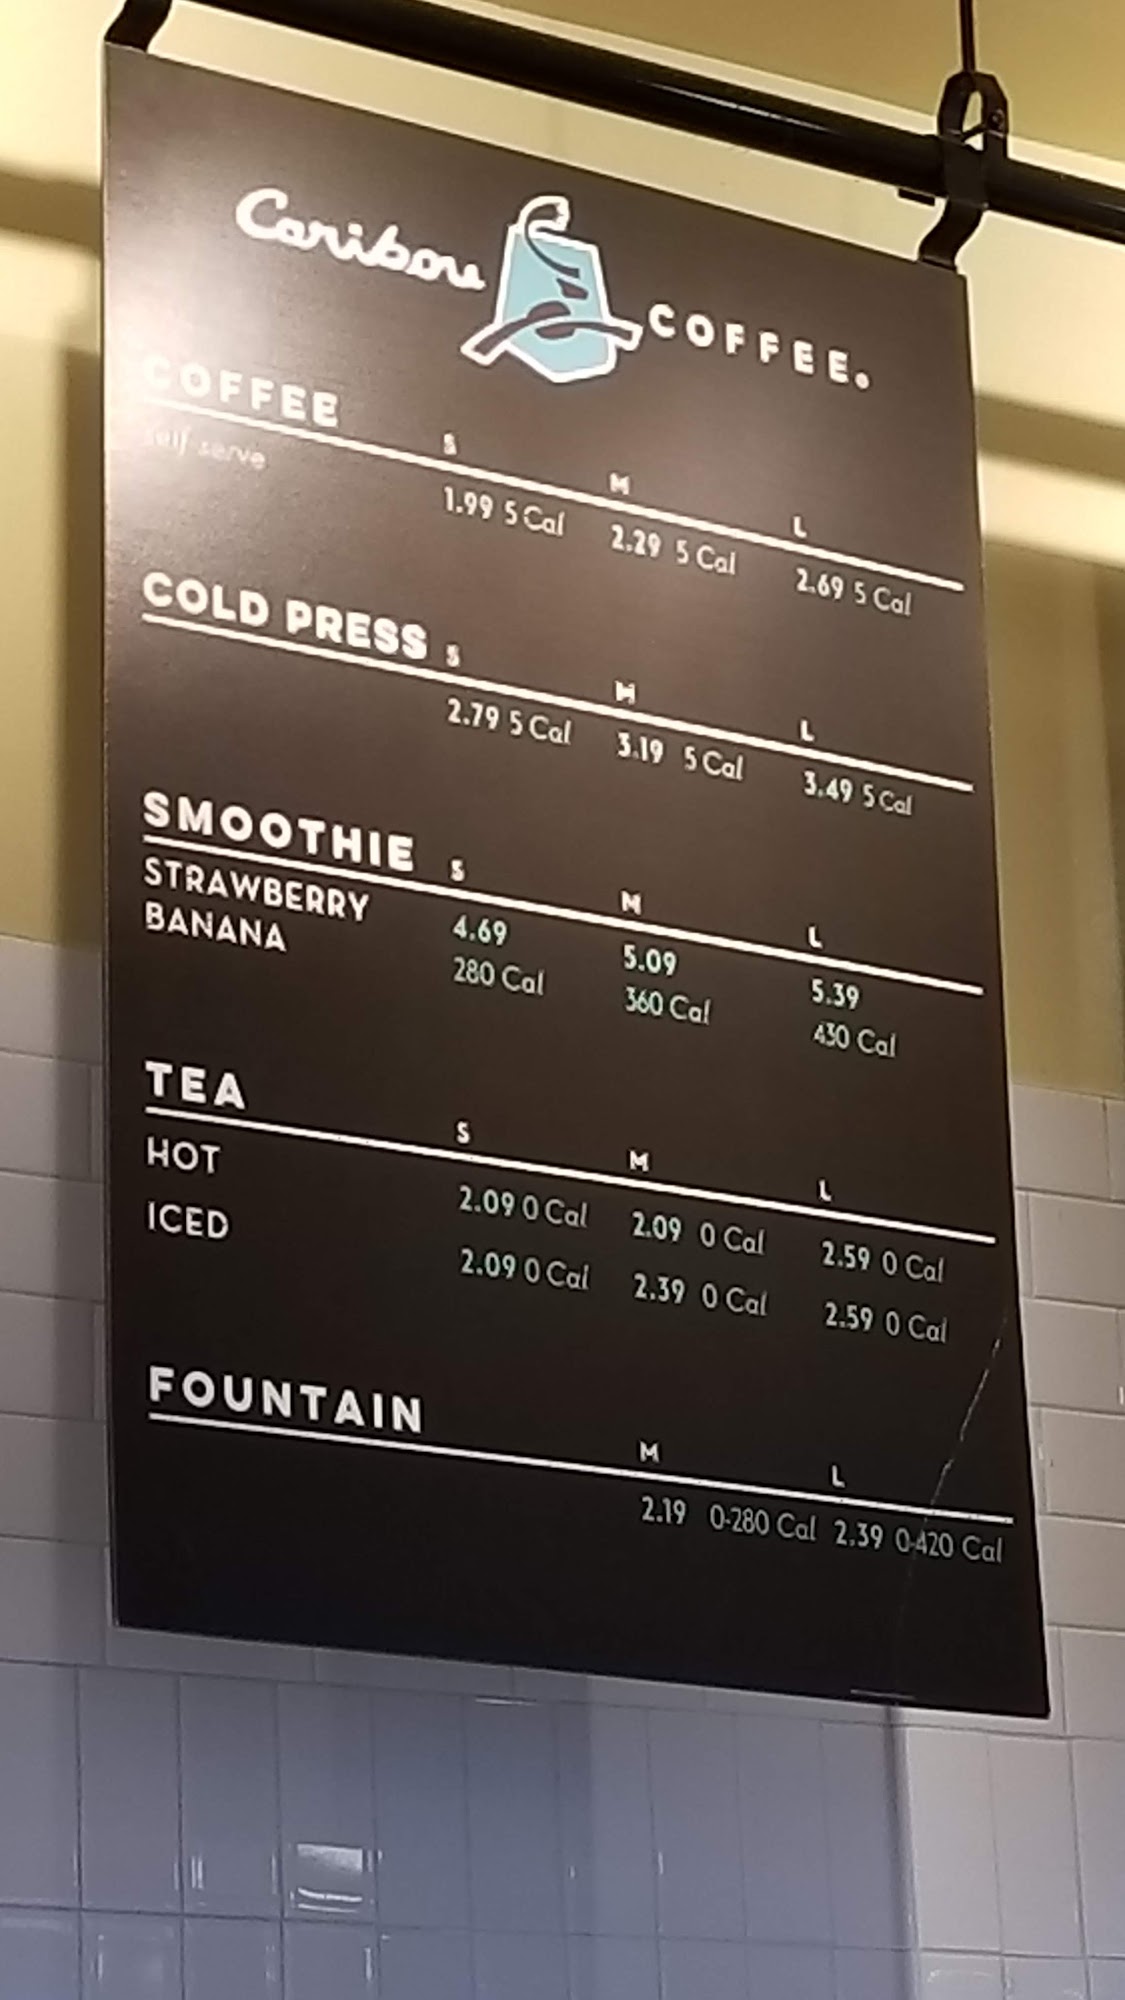 Caribou COFFEE.
COFFEE S M L
self serve 1.99 5 Cal 2.29 5 Cal 2.69 5 Cal
COLD PRESS S M L
2.79 5 Cal 3.19 5 Cal 3.49 5 Cal
SMOOTHIE S M L
STRAWBERRY 4.69 5.09 5.39
BANANA 280 Cal 360 Cal 430 Cal
TEA S M L
HOT 2.09 0 Cal 2.09 0 Cal 2.59 0 Cal
ICED 2.09 0 Cal 2.39 0 Cal 2.59 0 Cal
FOUNTAIN M L
2.19 0-280 Cal 2.39 0-420 Cal